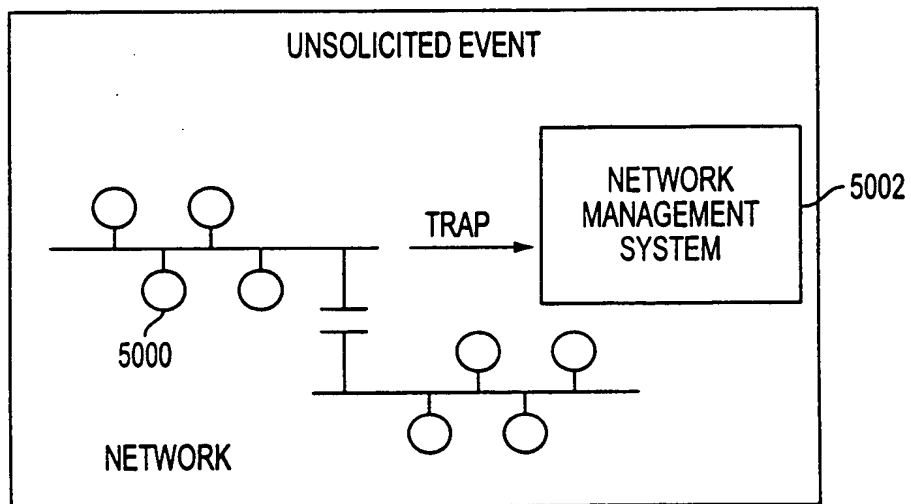 UNSOLICITED EVENT
NETWORK
MANAGEMENT
SYSTEM
5002
TRAP
5000
NETWORK